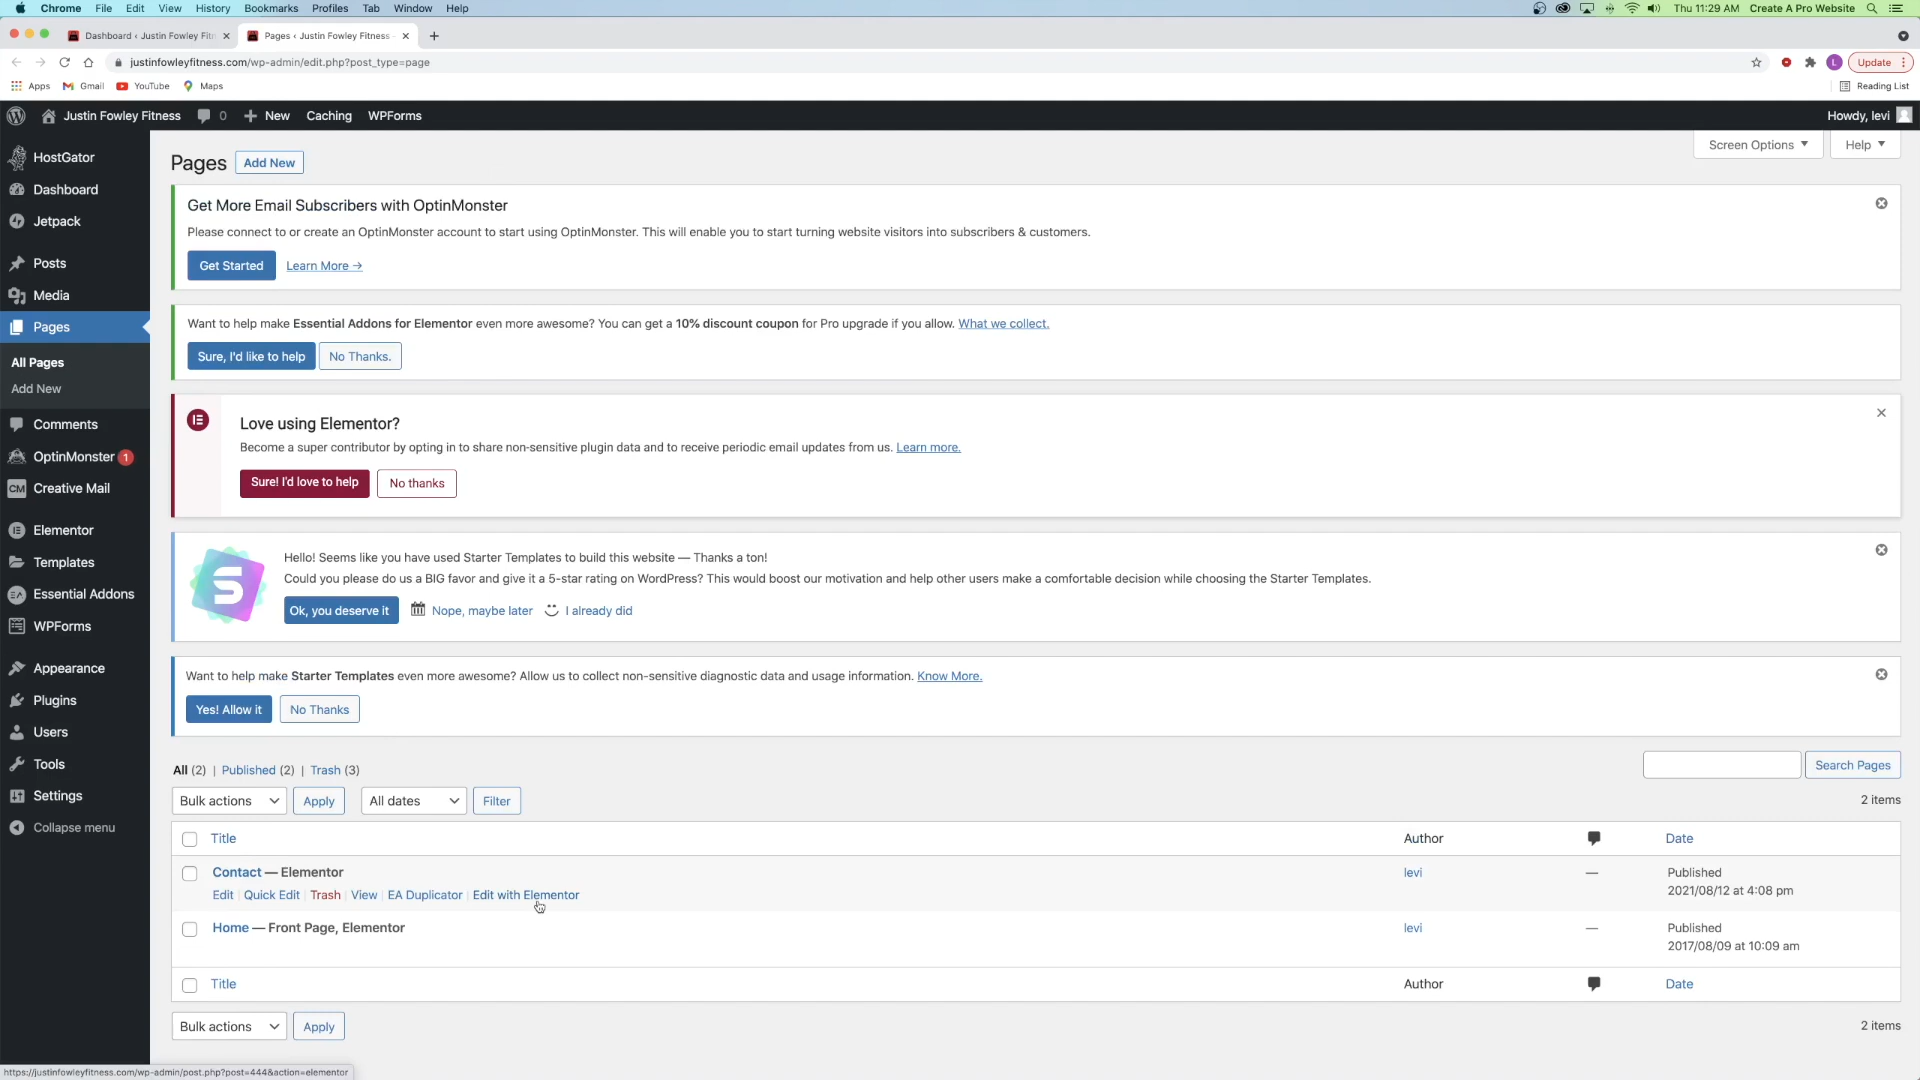 Chrome File Edit View History Bookmarks Profiles Tab Window Help Thu 11:29 AM Create A Pro Website
Dashboard ‹ Justin Fowley Fitn Pages ‹ Justin Fowley Fitness
justinfowleyfitness.com/wp-admin/edit.php?post_type=page L Update
Apps Gmail YouTube Maps Reading List
Justin Fowley Fitness 0 New Caching WPForms Howdy, levi
HostGator
Dashboard
Jetpack
Posts
Media
Pages
All Pages
Add New
Comments
OptinMonster 1
CM Creative Mail
Elementor
Templates
EA Essential Addons
WPForms
Appearance
Plugins
Users
Tools
Settings
Collapse menu
Screen Options Help
Pages Add New
Get More Email Subscribers with OptinMonster
Please connect to or create an OptinMonster account to start using OptinMonster. This will enable you to start turning website visitors into subscribers & customers.
Get Started Learn More →
Want to help make Essential Addons for Elementor even more awesome? You can get a 10% discount coupon for Pro upgrade if you allow. What we collect.
Sure, I'd like to help No Thanks.
Love using Elementor?
Become a super contributor by opting in to share non-sensitive plugin data and to receive periodic email updates from us. Learn more.
Sure! I'd love to help No thanks
Hello! Seems like you have used Starter Templates to build this website — Thanks a ton!
Could you please do us a BIG favor and give it a 5-star rating on WordPress? This would boost our motivation and help other users make a comfortable decision while choosing the Starter Templates.
Ok, you deserve it Nope, maybe later I already did
Want to help make Starter Templates even more awesome? Allow us to collect non-sensitive diagnostic data and usage information. Know More.
Yes! Allow it No Thanks
All (2) | Published (2) | Trash (3) Search Pages
Bulk actions Apply All dates Filter 2 items
Title Author Date
Contact — Elementor levi — Published
Edit | Quick Edit | Trash | View | EA Duplicator | Edit with Elementor 2021/08/12 at 4:08 pm
Home — Front Page, Elementor levi — Published
2017/08/09 at 10:09 am
Title Author Date
Bulk actions Apply 2 items
https://justinfowleyfitness.com/wp-admin/post.php?post=444&action=elementor